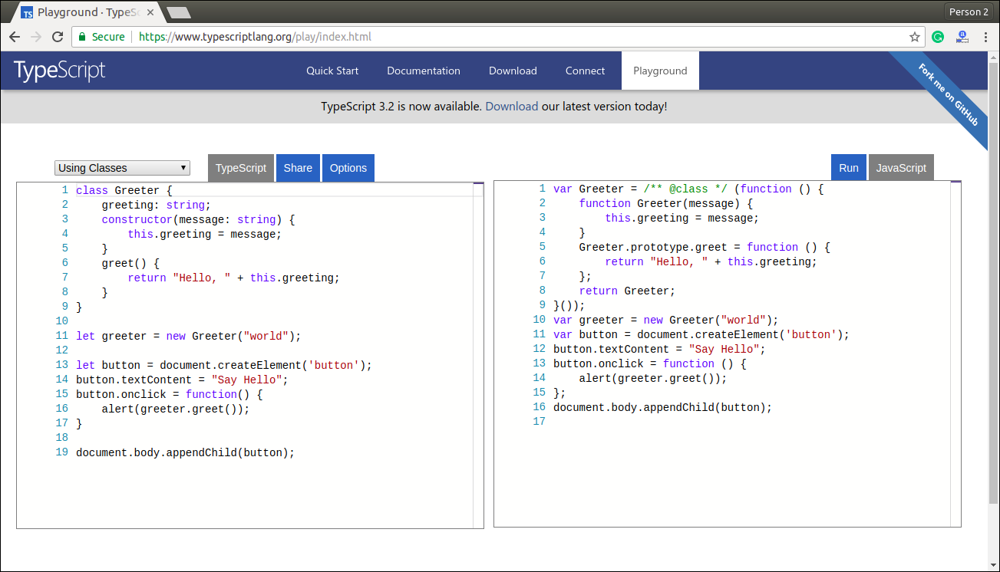 Playground · TypeSc
Person 2
Secure
https://www.typescriptlang.org/play/index.html
TypeScript
Quick Start
Documentation
Download
Connect
Playground
Fork me on GitHub
TypeScript 3.2 is now available. Download our latest version today!
Using Classes
TypeScript
Share
Options
Run
JavaScript
1 class Greeter {
2     greeting: string;
3     constructor(message: string) {
4         this.greeting = message;
5     }
6     greet() {
7         return "Hello, " + this.greeting;
8     }
9 }
10
11 let greeter = new Greeter("world");
12
13 let button = document.createElement('button');
14 button.textContent = "Say Hello";
15 button.onclick = function() {
16     alert(greeter.greet());
17 }
18
19 document.body.appendChild(button);
1 var Greeter = /** @class */ (function () {
2     function Greeter(message) {
3         this.greeting = message;
4     }
5     Greeter.prototype.greet = function () {
6         return "Hello, " + this.greeting;
7     };
8     return Greeter;
9 }());
10 var greeter = new Greeter("world");
11 var button = document.createElement('button');
12 button.textContent = "Say Hello";
13 button.onclick = function () {
14     alert(greeter.greet());
15 };
16 document.body.appendChild(button);
17